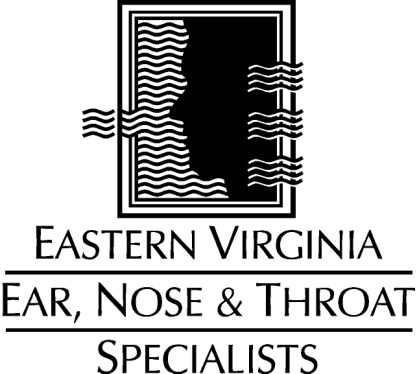 EASTERN VIRGINIA
EAR, NOSE & THROAT
SPECIALISTS